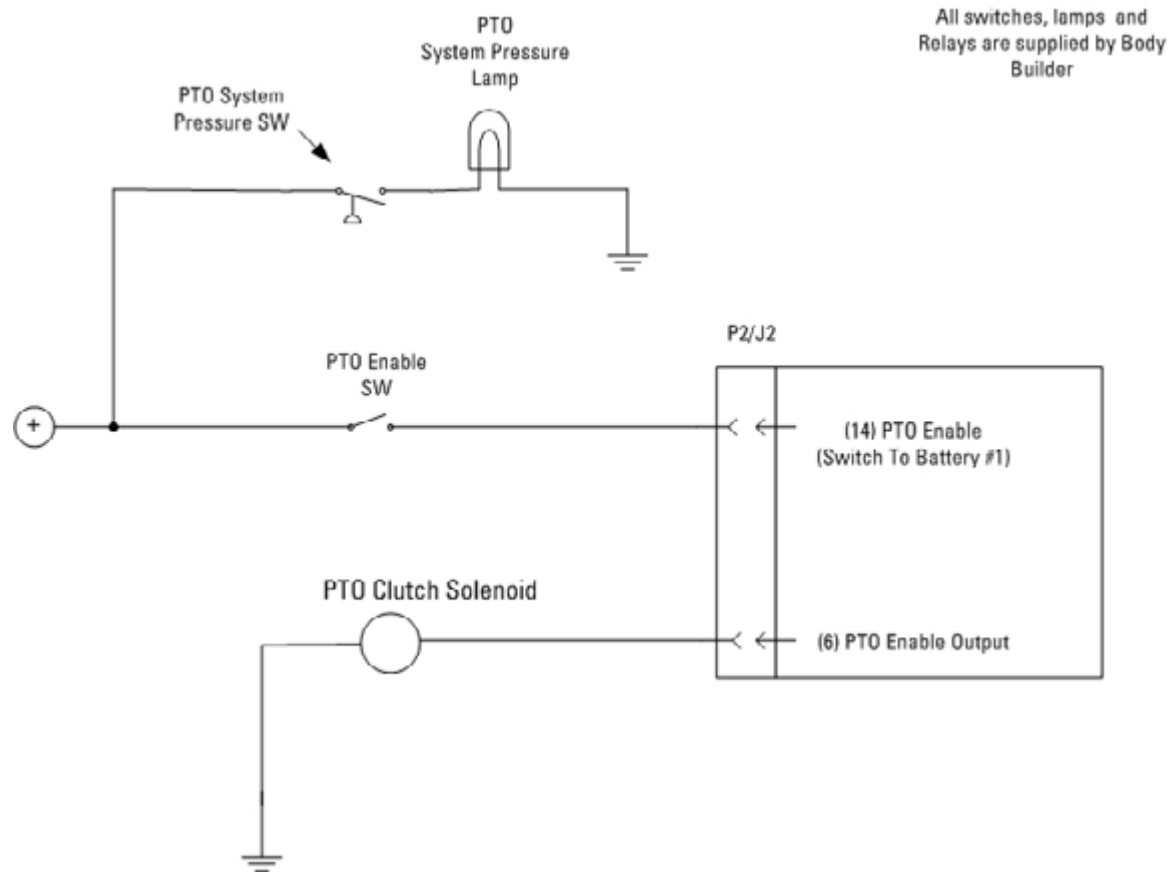 All switches, lamps and
Relays are supplied by Body
Builder
PTO
System Pressure
Lamp
PTO System
Pressure SW
P2/J2
PTO Enable
SW
+
(14) PTO Enable
(Switch To Battery #1)
PTO Clutch Solenoid
(6) PTO Enable Output